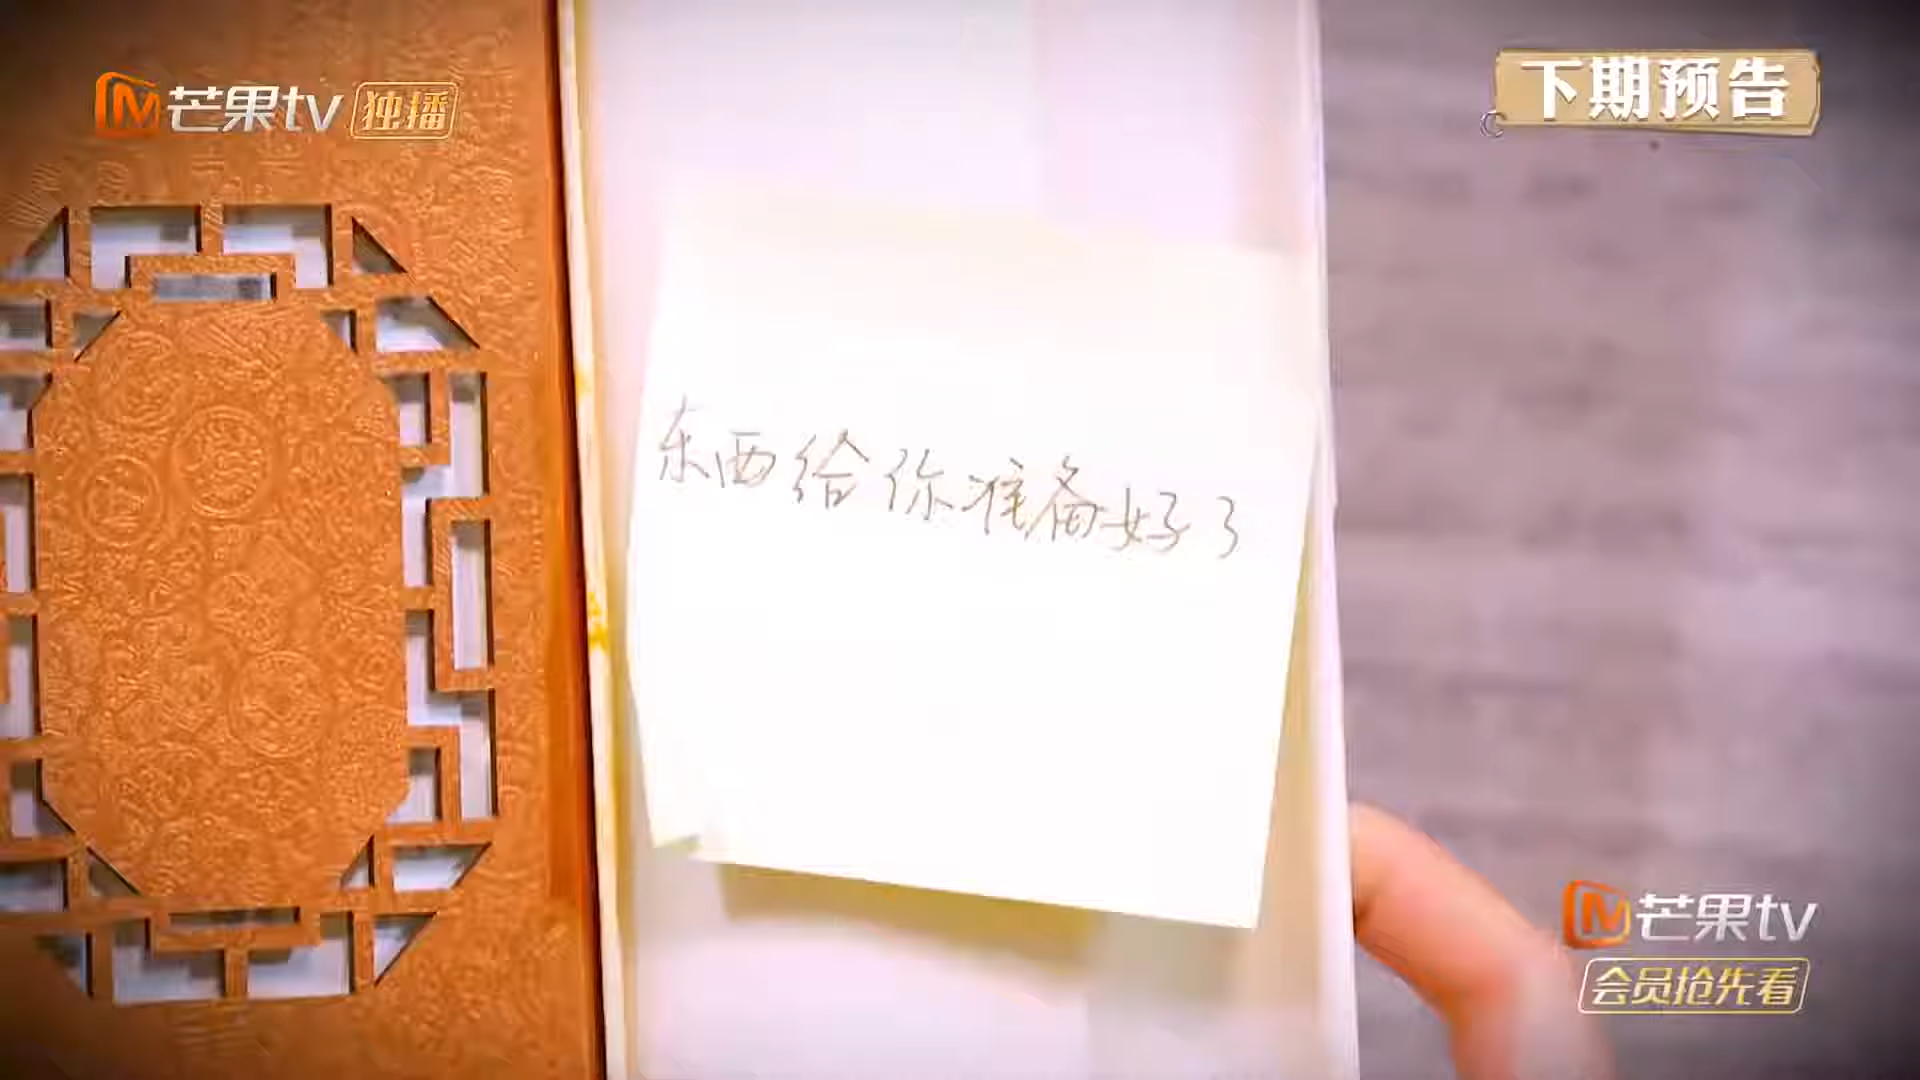 芒果tv 独播
下期预告
东西给你准备好了
芒果tv
会员抢先看